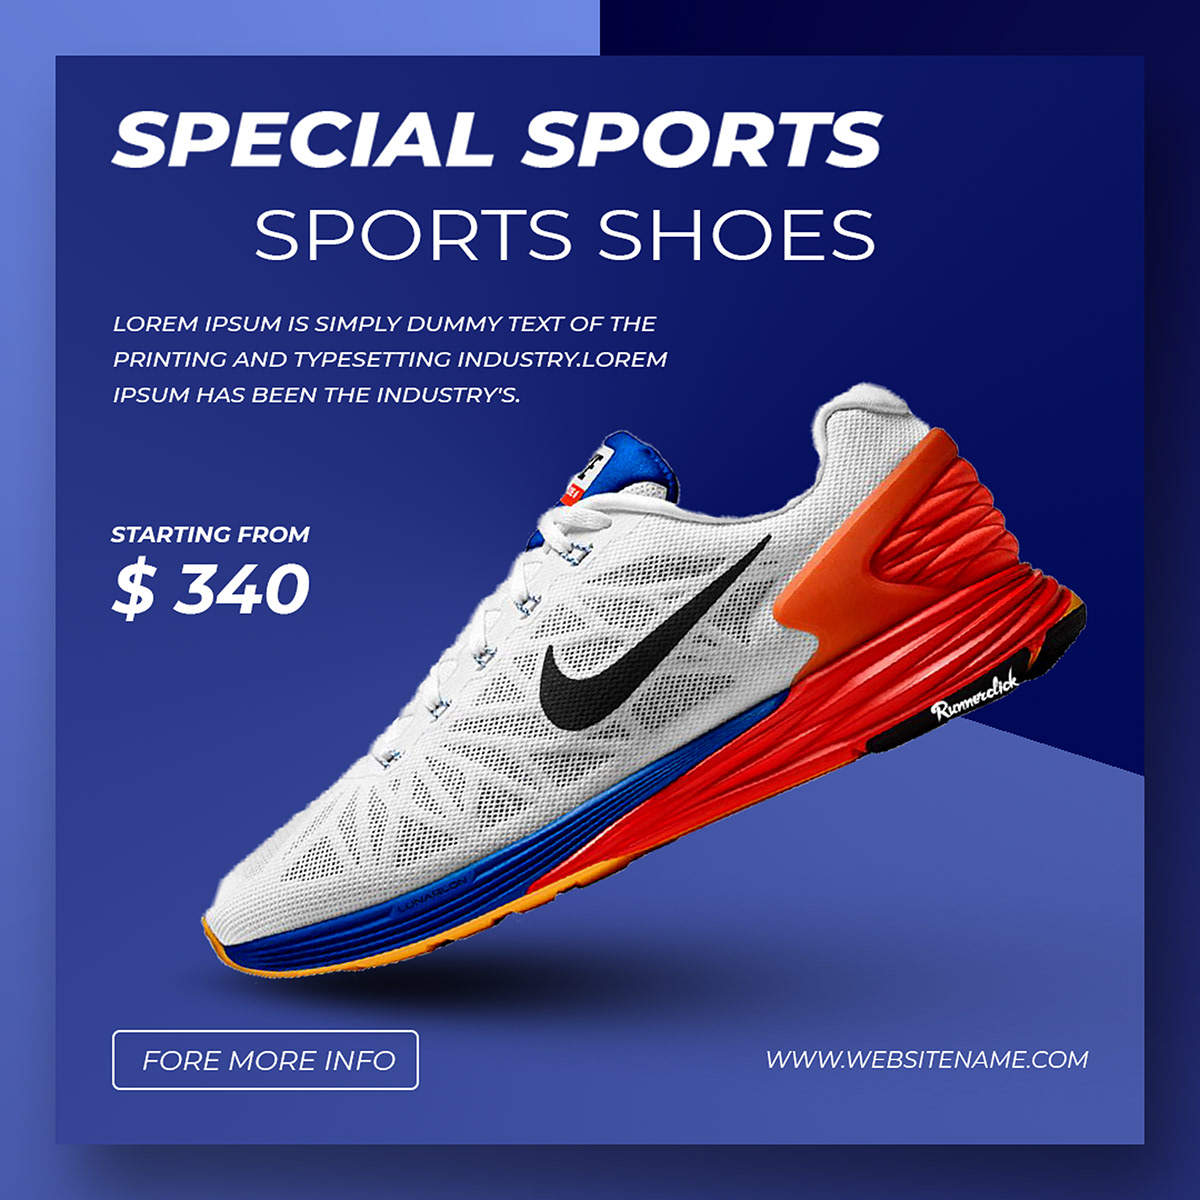 SPECIAL SPORTS
SPORTS SHOES
LOREM IPSUM IS SIMPLY DUMMY TEXT OF THE
PRINTING AND TYPESETTING INDUSTRY.LOREM
IPSUM HAS BEEN THE INDUSTRY'S.
STARTING FROM
$ 340
Runnerclick
LUNARLON
FORE MORE INFO
WWW.WEBSITENAME.COM